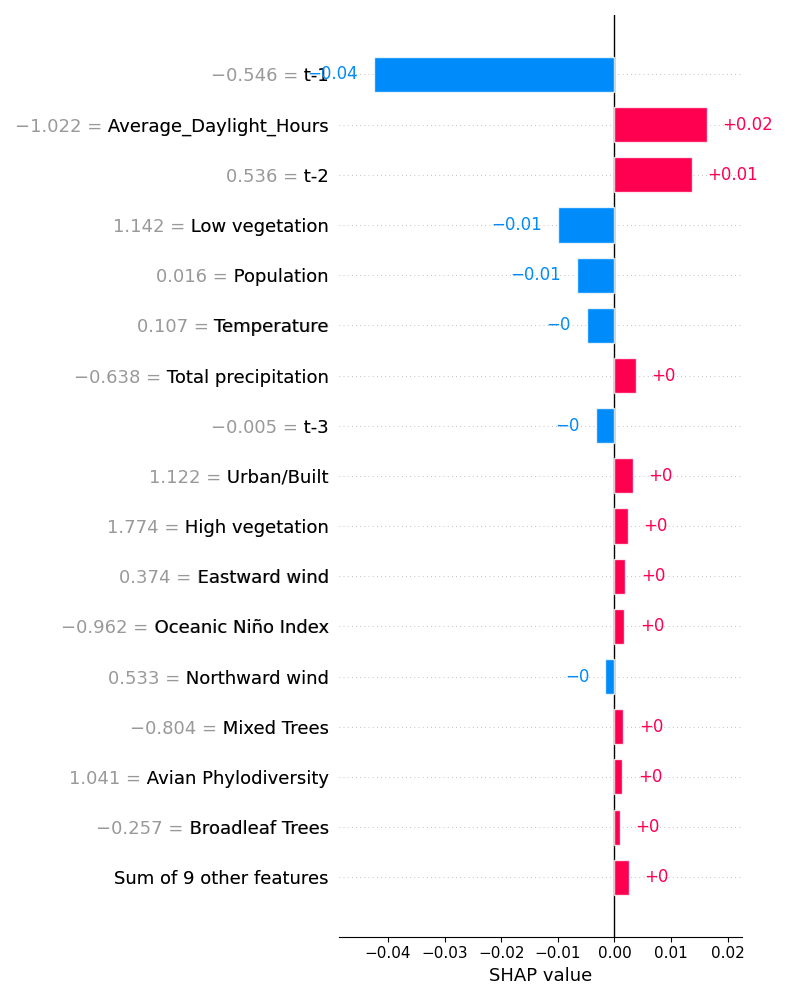 −0.546 = t-1 −0.04
−1.022 = Average_Daylight_Hours +0.02
0.536 = t-2 +0.01
1.142 = Low vegetation −0.01
0.016 = Population −0.01
0.107 = Temperature −0
−0.638 = Total precipitation +0
−0.005 = t-3 −0
1.122 = Urban/Built +0
1.774 = High vegetation +0
0.374 = Eastward wind +0
−0.962 = Oceanic Niño Index +0
0.533 = Northward wind −0
−0.804 = Mixed Trees +0
1.041 = Avian Phylodiversity +0
−0.257 = Broadleaf Trees +0
Sum of 9 other features +0
−0.04 −0.03 −0.02 −0.01 0.00 0.01 0.02
SHAP value